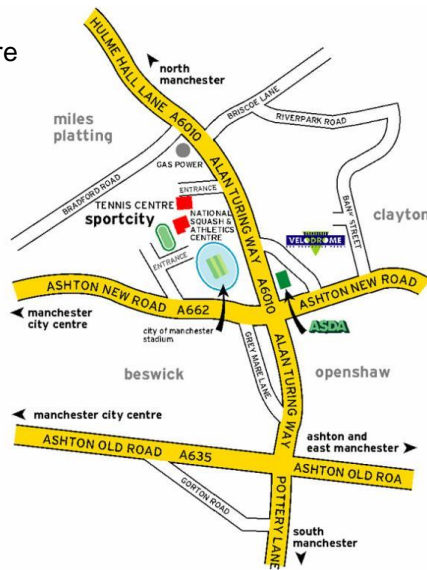 re
HULME HALL LANE A6010
north
manchester
miles
platting
BRISCOE LANE
RIVERPARK ROAD
GAS POWER
BRADFORD ROAD
ENTRANCE
ALAN TURING WAY
A6010
TENNIS CENTRE
sportcity
NATIONAL
SQUASH &
ATHLETICS
CENTRE
BANK STREET
clayton
VELODROME
ENTRANCE
ASHTON NEW ROAD A662
ASHTON NEW ROAD
manchester
city centre
city of manchester
stadium
ASDA
GREY MARE LANE
ALAN TURING WAY
beswick
openshaw
manchester city centre
ashton and
east manchester
ASHTON OLD ROAD A635
ASHTON OLD ROA
GORTON ROAD
POTTERY LANE
south
manchester